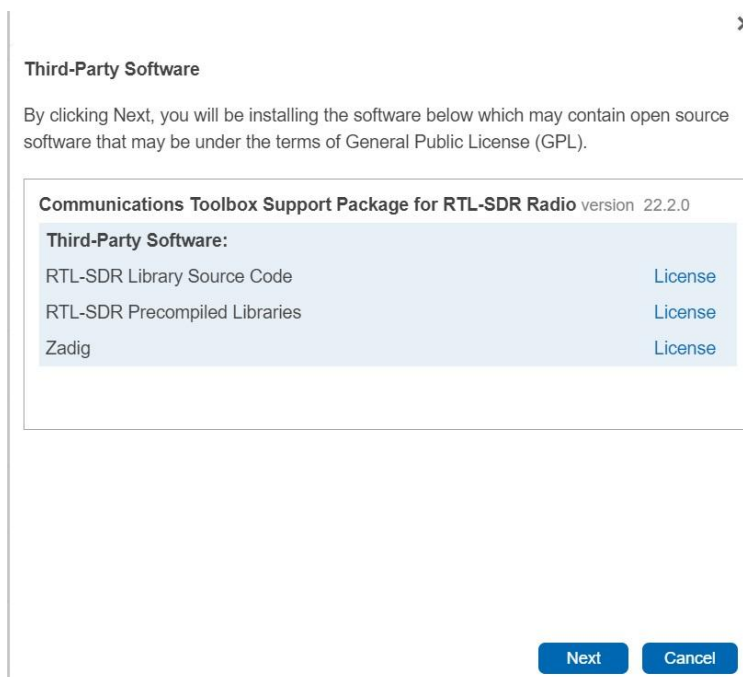 Third-Party Software
By clicking Next, you will be installing the software below which may contain open source
software that may be under the terms of General Public License (GPL).
Communications Toolbox Support Package for RTL-SDR Radio version 22.2.0
Third-Party Software:
RTL-SDR Library Source Code License
RTL-SDR Precompiled Libraries License
Zadig License
Next Cancel